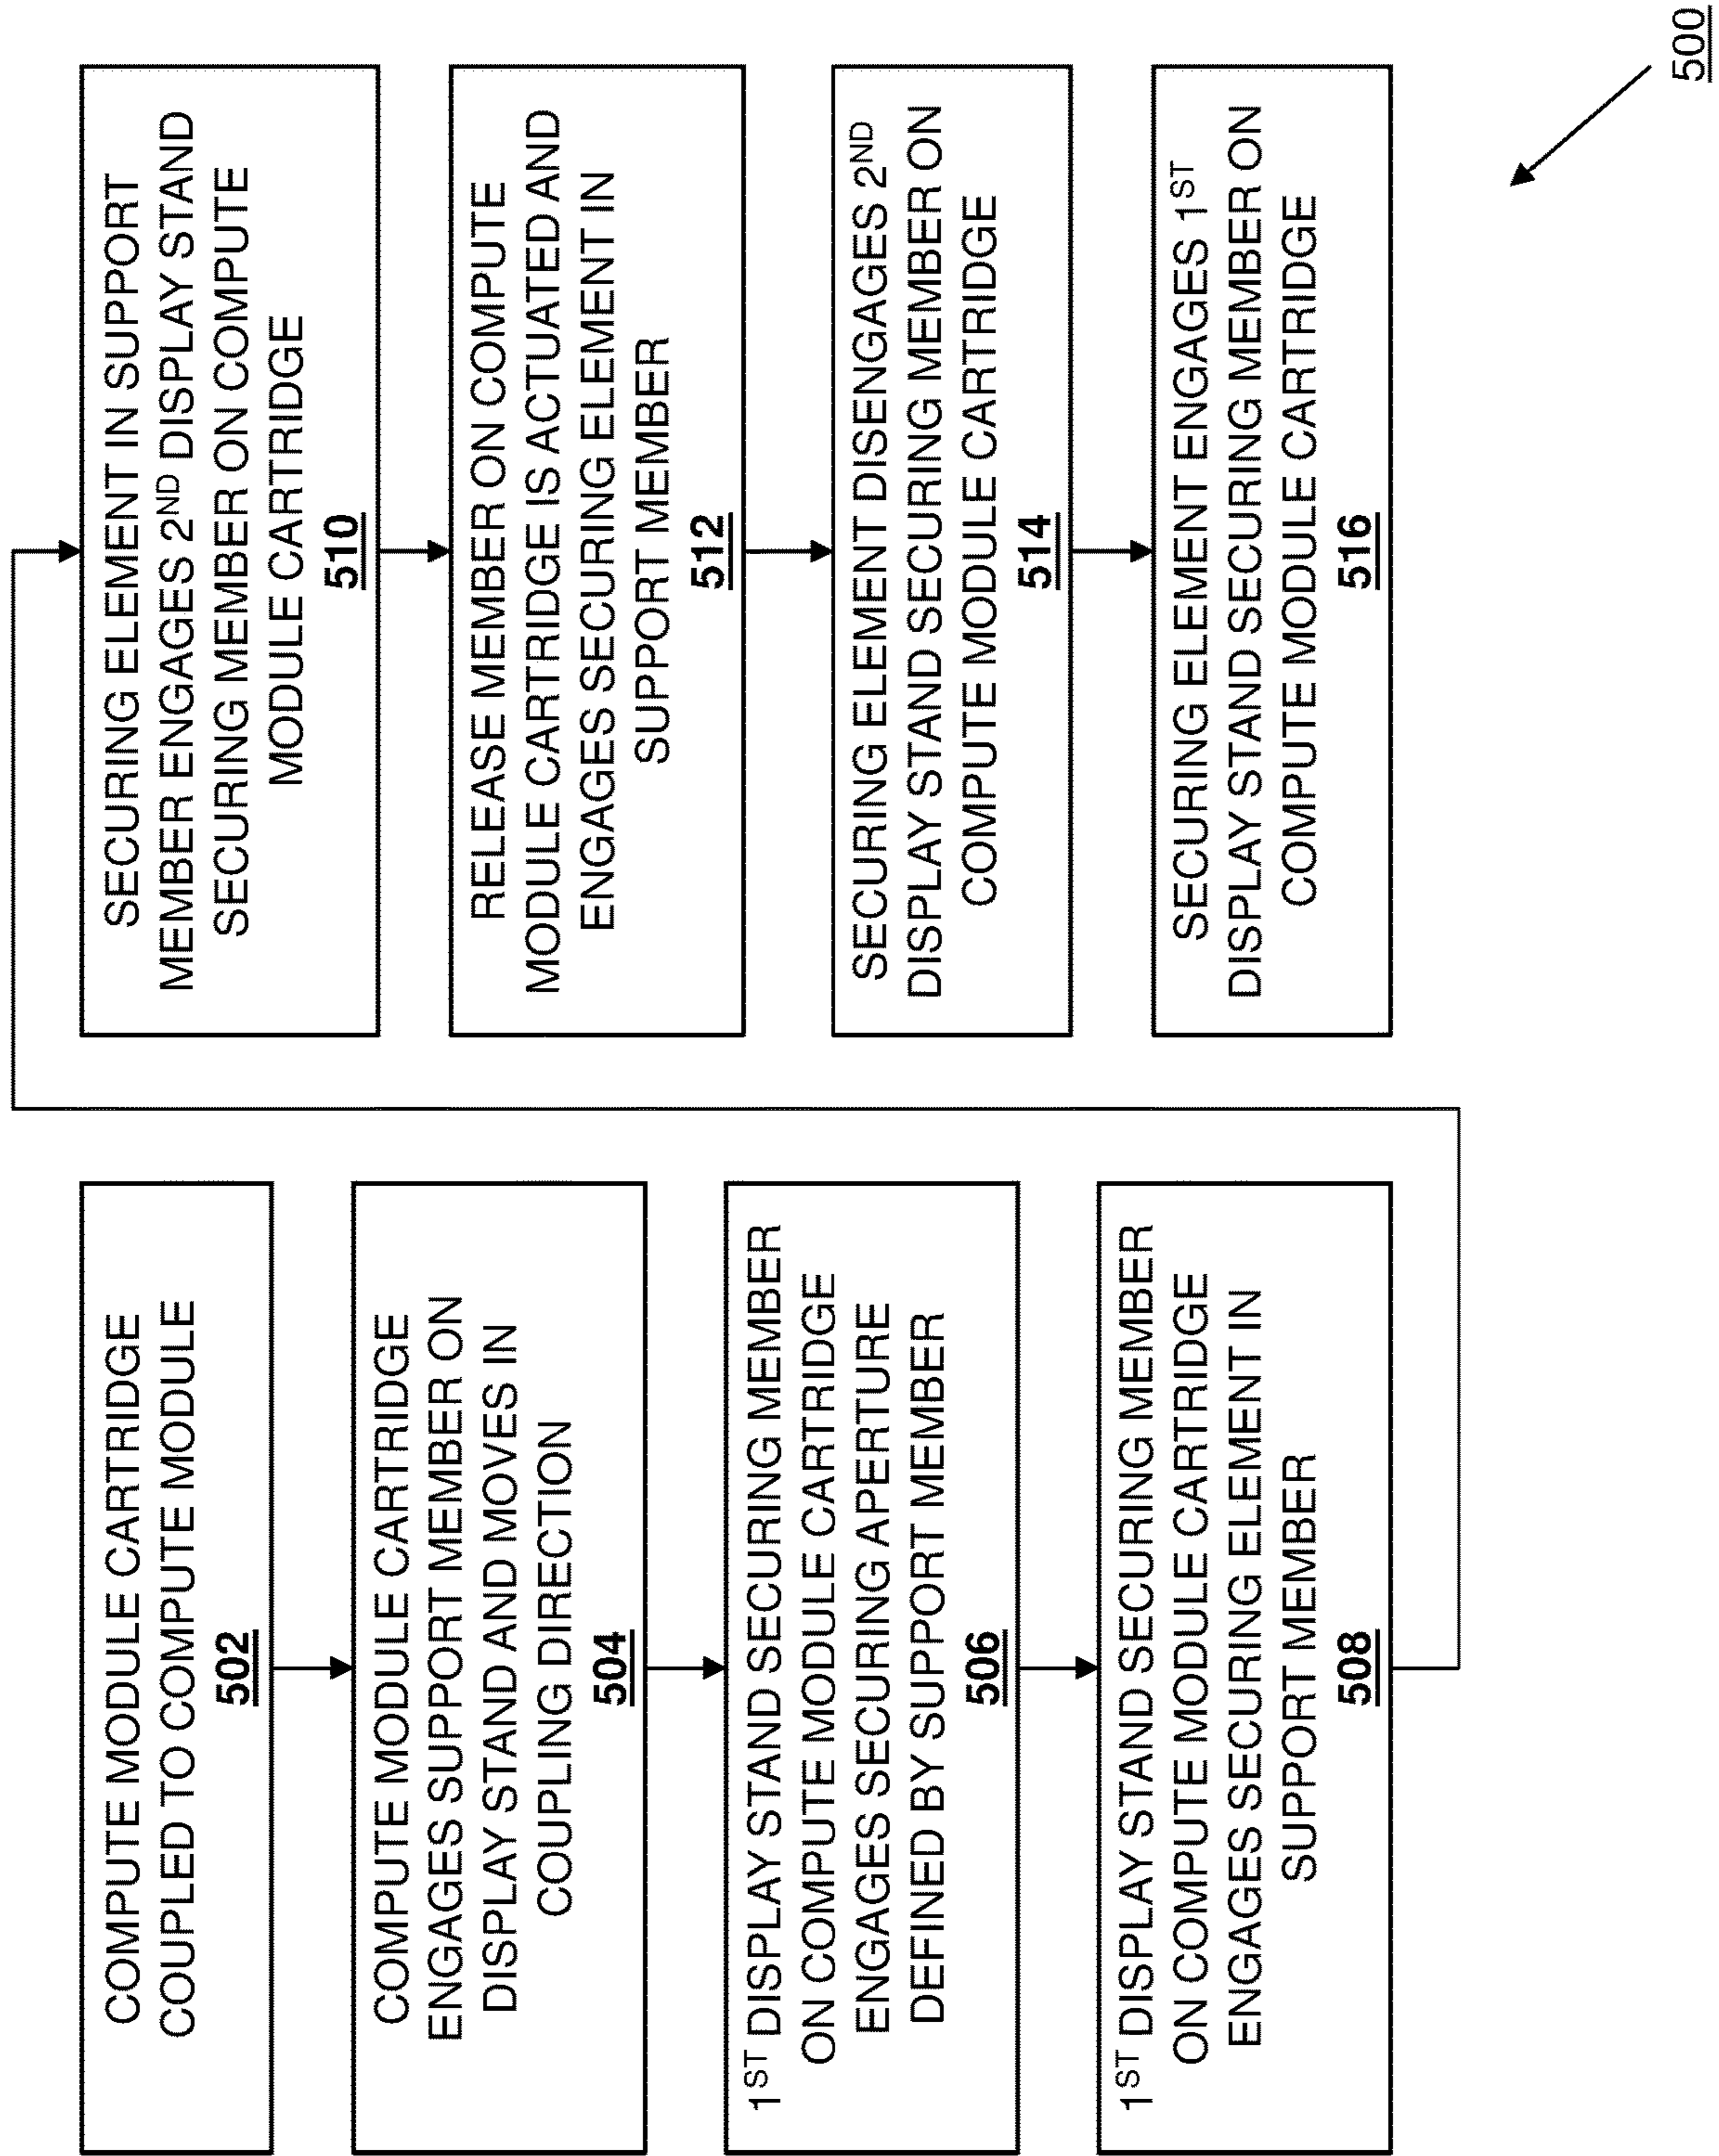 COMPUTE MODULE CARTRIDGE
COUPLED TO COMPUTE MODULE
502
COMPUTE MODULE CARTRIDGE
ENGAGES SUPPORT MEMBER ON
DISPLAY STAND AND MOVES IN
COUPLING DIRECTION
504
1ST DISPLAY STAND SECURING MEMBER
ON COMPUTE MODULE CARTRIDGE
ENGAGES SECURING APERTURE
DEFINED BY SUPPORT MEMBER
506
1ST DISPLAY STAND SECURING MEMBER
ON COMPUTE MODULE CARTRIDGE
ENGAGES SECURING ELEMENT IN
SUPPORT MEMBER
508
SECURING ELEMENT IN SUPPORT
MEMBER ENGAGES 2ND DISPLAY STAND
SECURING MEMBER ON COMPUTE
MODULE CARTRIDGE
510
RELEASE MEMBER ON COMPUTE
MODULE CARTRIDGE IS ACTUATED AND
ENGAGES SECURING ELEMENT IN
SUPPORT MEMBER
512
SECURING ELEMENT DISENGAGES 2ND
DISPLAY STAND SECURING MEMBER ON
COMPUTE MODULE CARTRIDGE
514
SECURING ELEMENT ENGAGES 1ST
DISPLAY STAND SECURING MEMBER ON
COMPUTE MODULE CARTRIDGE
516
500